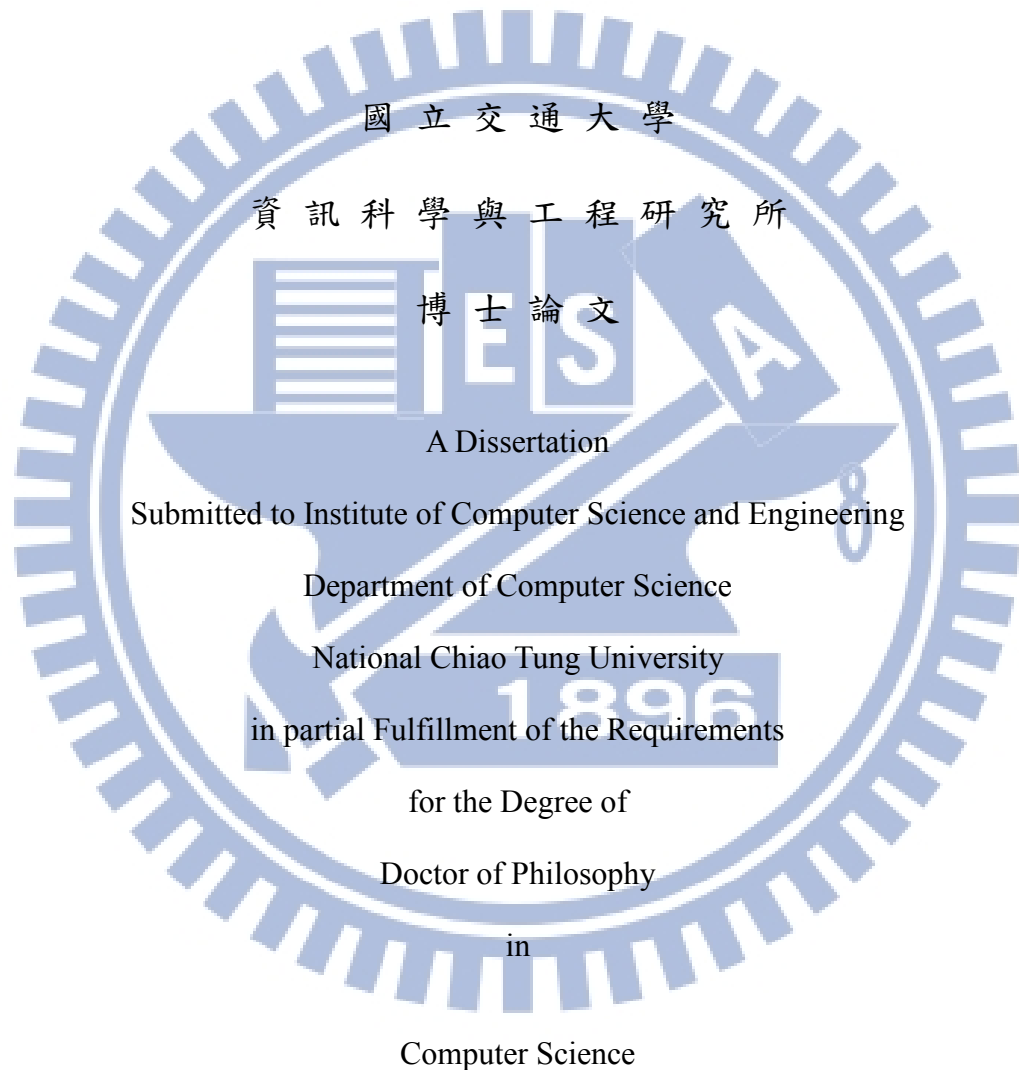 國立交通大學
資訊科學與工程研究所
博士論文
E S A
A Dissertation
Submitted to Institute of Computer Science and Engineering
Department of Computer Science
National Chiao Tung University
1896
in partial Fulfillment of the Requirements
for the Degree of
Doctor of Philosophy
in
Computer Science